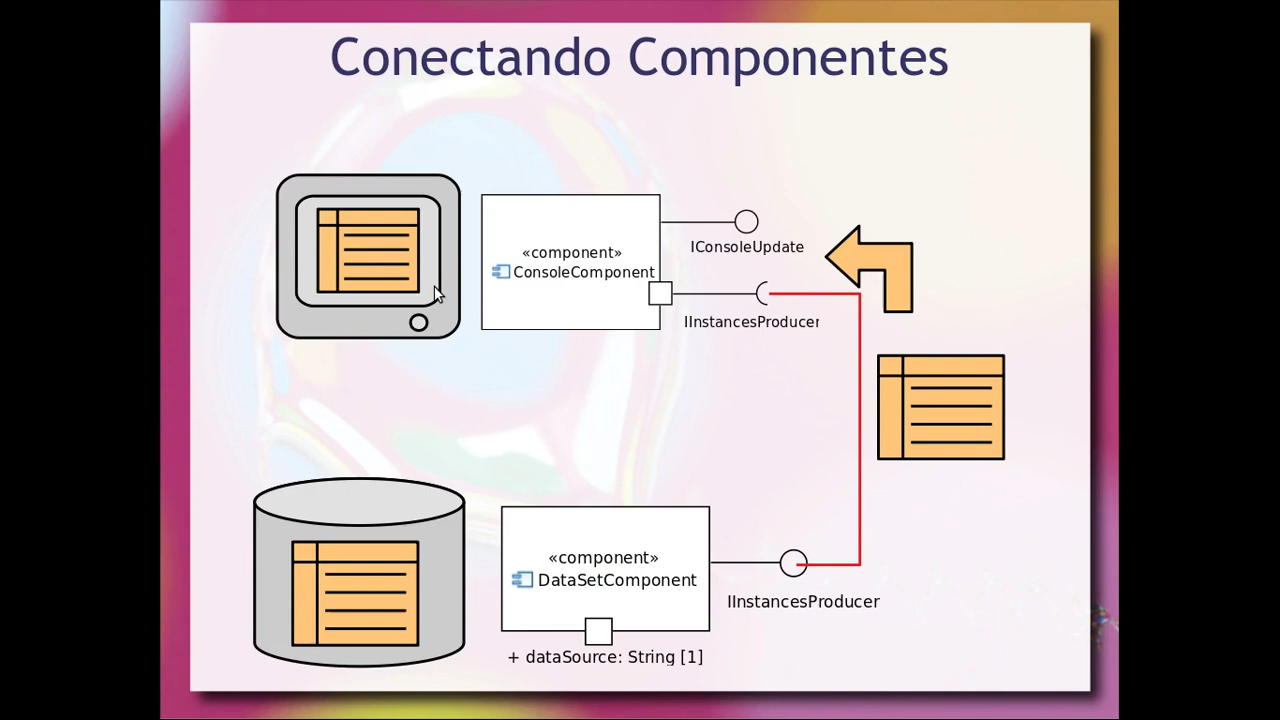 Conectando Componentes
«component»
ConsoleComponent
IConsoleUpdate
IInstancesProducer
«component»
DataSetComponent
IInstancesProducer
+ dataSource: String [1]